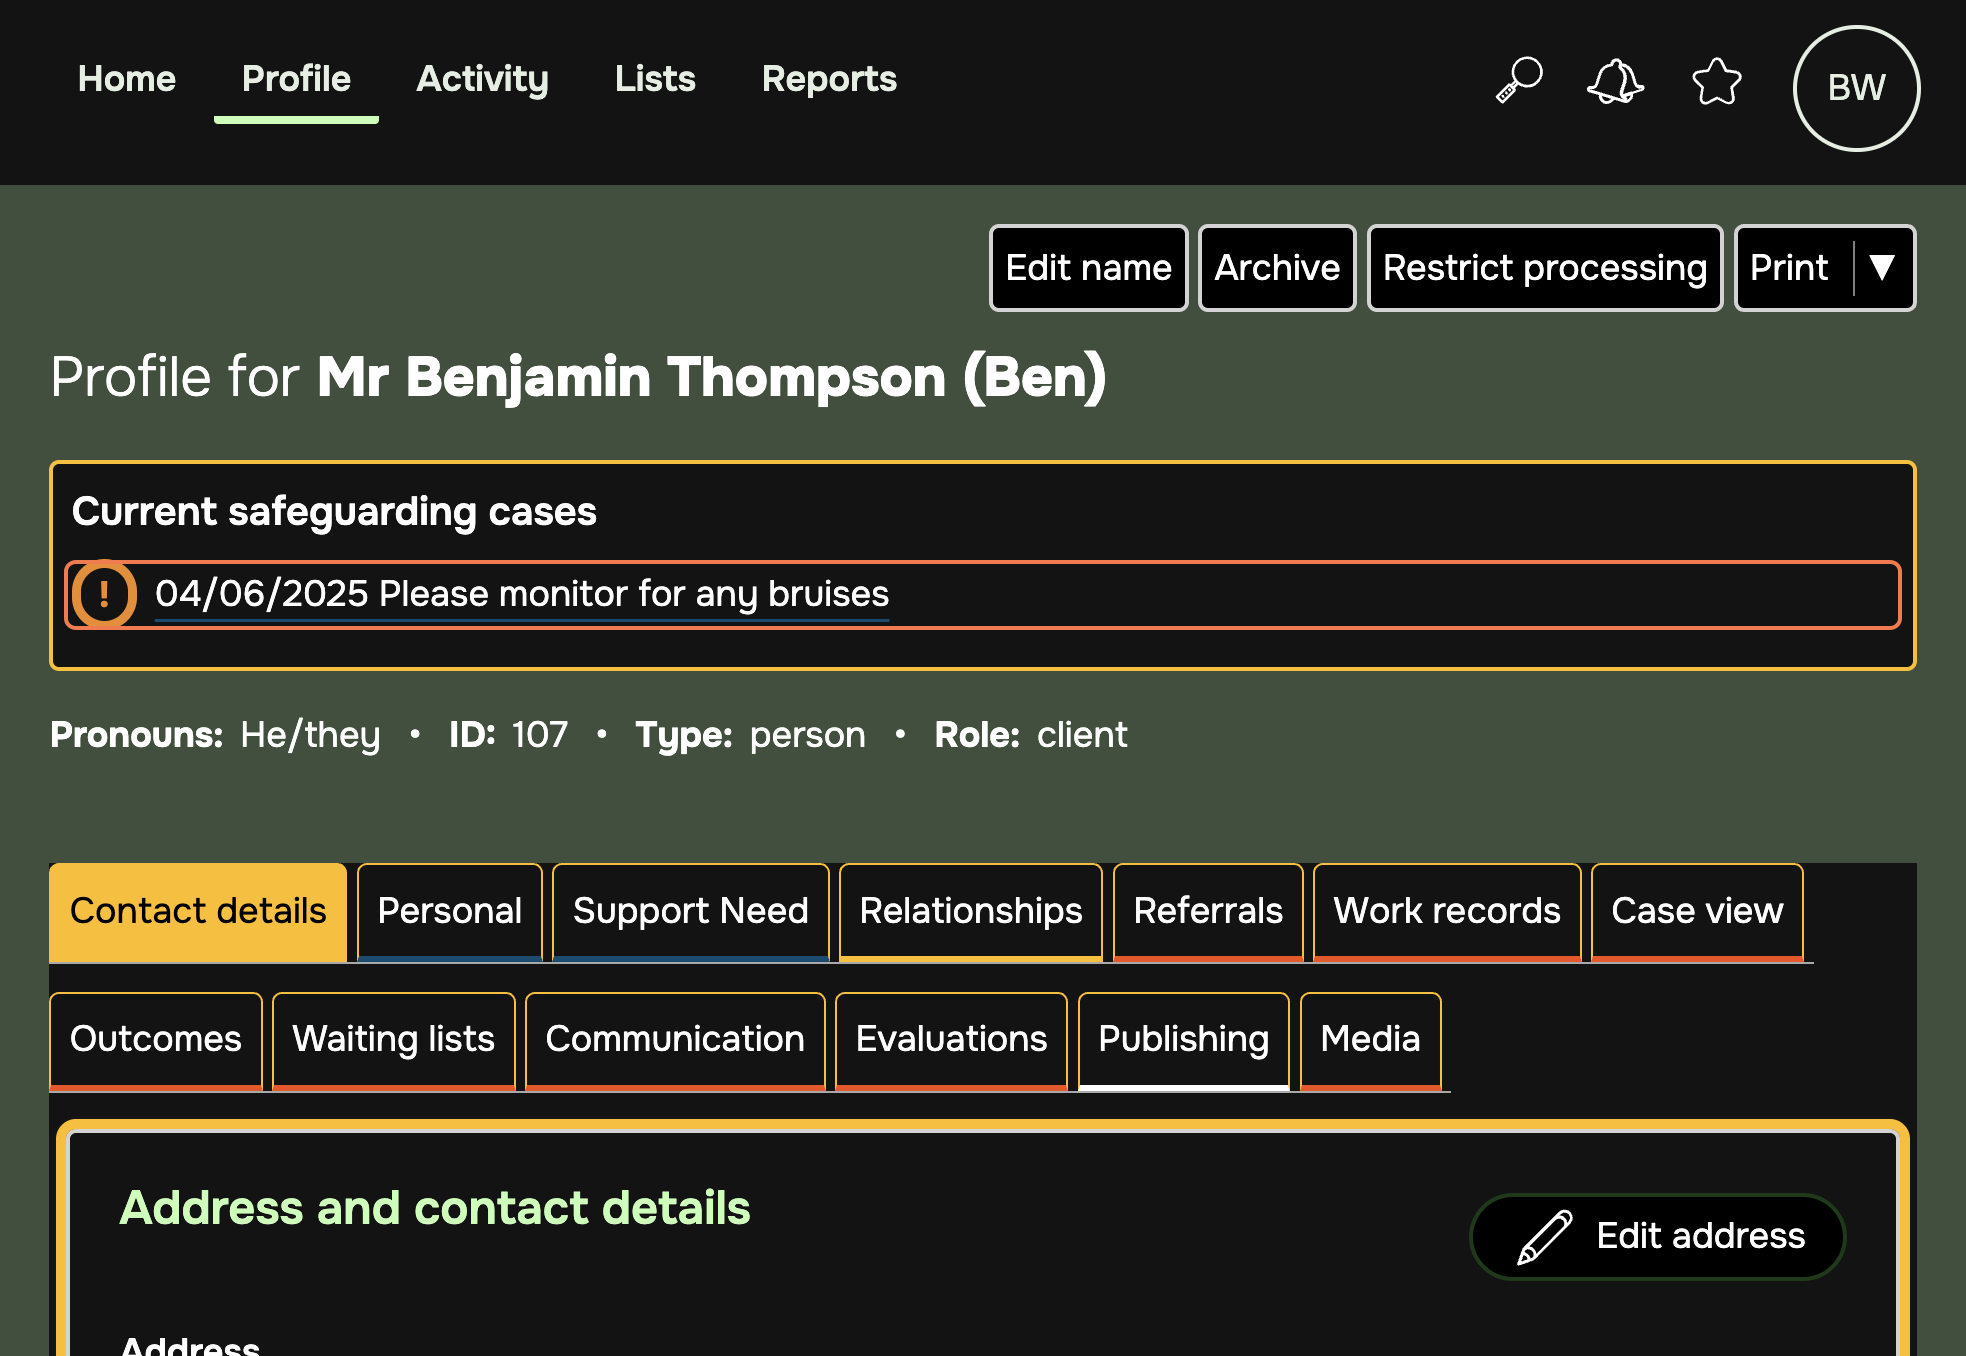 Home Profile Activity Lists Reports BW
Edit name Archive Restrict processing Print
Profile for Mr Benjamin Thompson (Ben)
Current safeguarding cases
! 04/06/2025 Please monitor for any bruises
Pronouns: He/they • ID: 107 • Type: person • Role: client
Contact details Personal Support Need Relationships Referrals Work records Case view
Outcomes Waiting lists Communication Evaluations Publishing Media
Address and contact details
Edit address
Address